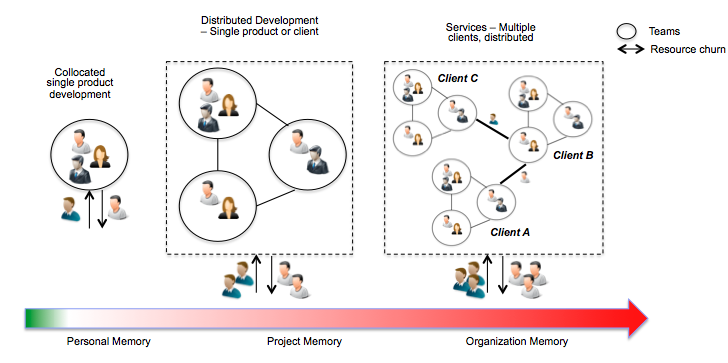 Distributed Development
– Single product or client
Services – Multiple
clients, distributed
Teams
Resource churn
Collocated
single product
development
Client C
Client B
Client A
Personal Memory
Project Memory
Organization Memory